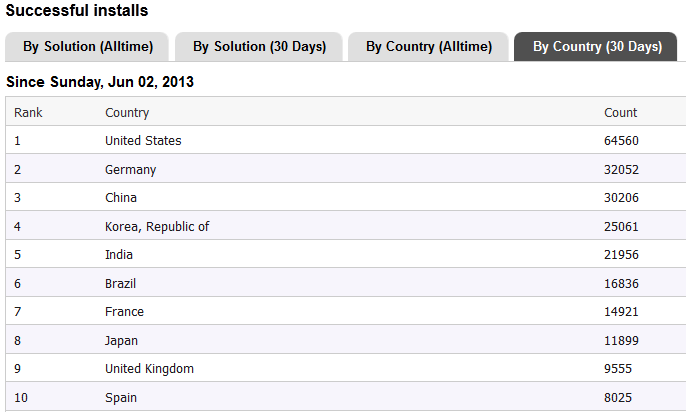 Successful installs
By Solution (Alltime) By Solution (30 Days) By Country (Alltime) By Country (30 Days)
Since Sunday, Jun 02, 2013
Rank Country Count
1 United States 64560
2 Germany 32052
3 China 30206
4 Korea, Republic of 25061
5 India 21956
6 Brazil 16836
7 France 14921
8 Japan 11899
9 United Kingdom 9555
10 Spain 8025